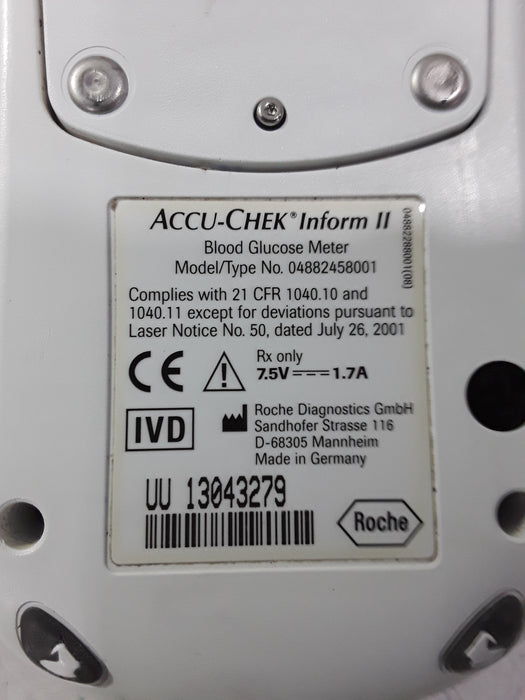 ACCU-CHEK® Inform II
Blood Glucose Meter
Model/Type No. 04882458001
04882288001(08)
Complies with 21 CFR 1040.10 and
1040.11 except for deviations pursuant to
Laser Notice No. 50, dated July 26, 2001
CE
Rx only
7.5V 1.7A
IVD
Roche Diagnostics GmbH
Sandhofer Strasse 116
D-68305 Mannheim
Made in Germany
UU 13043279
Roche